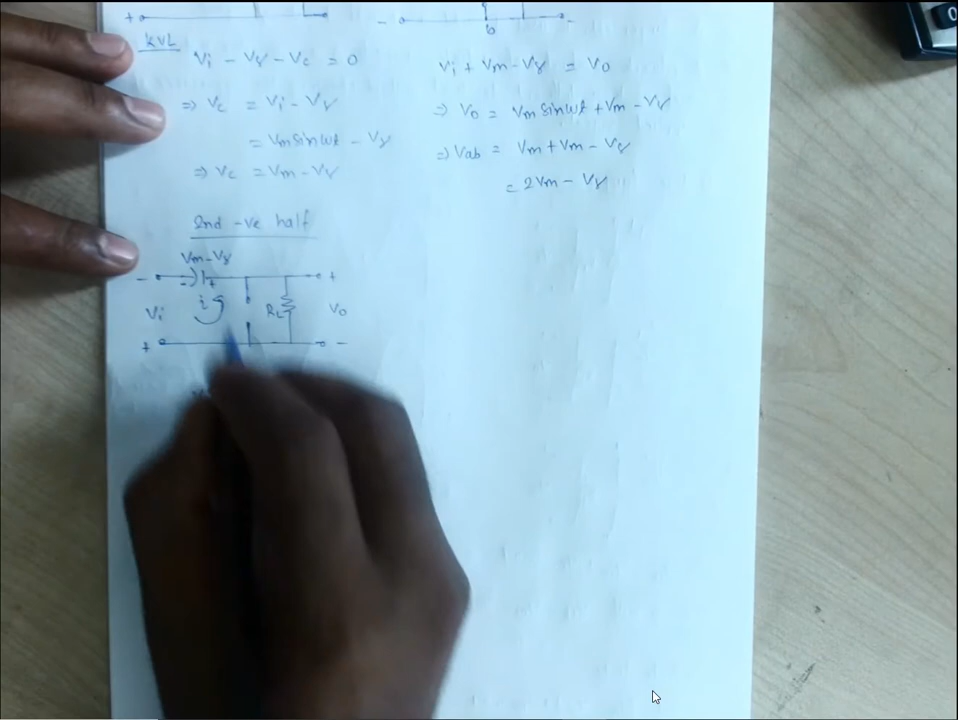 + -
- b -
KVL
Vi - Vγ - Vc = 0
⇒ Vc = Vi - Vγ
= Vm sinωt - Vγ
⇒ Vc = Vm - Vγ
Vi + Vm - Vγ = Vo
⇒ Vo = Vm sinωt + Vm - Vγ
⇒ Vab = Vm + Vm - Vγ
= 2Vm - Vγ
2nd -ve half
Vm-Vγ
- - + +
Vi i RL Vo
+ -